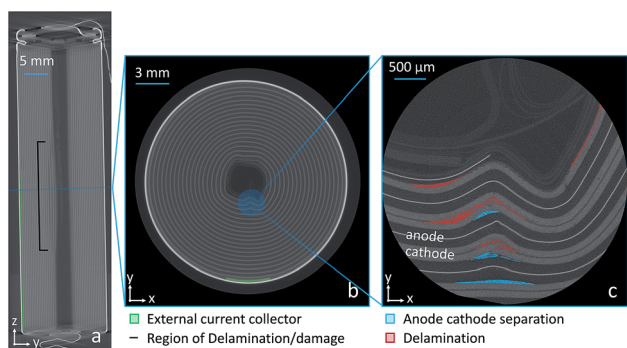 5 mm
z
y
a
3 mm
y
x
b
500 µm
anode
cathode
y
x
c
External current collector
Anode cathode separation
Region of Delamination/damage
Delamination